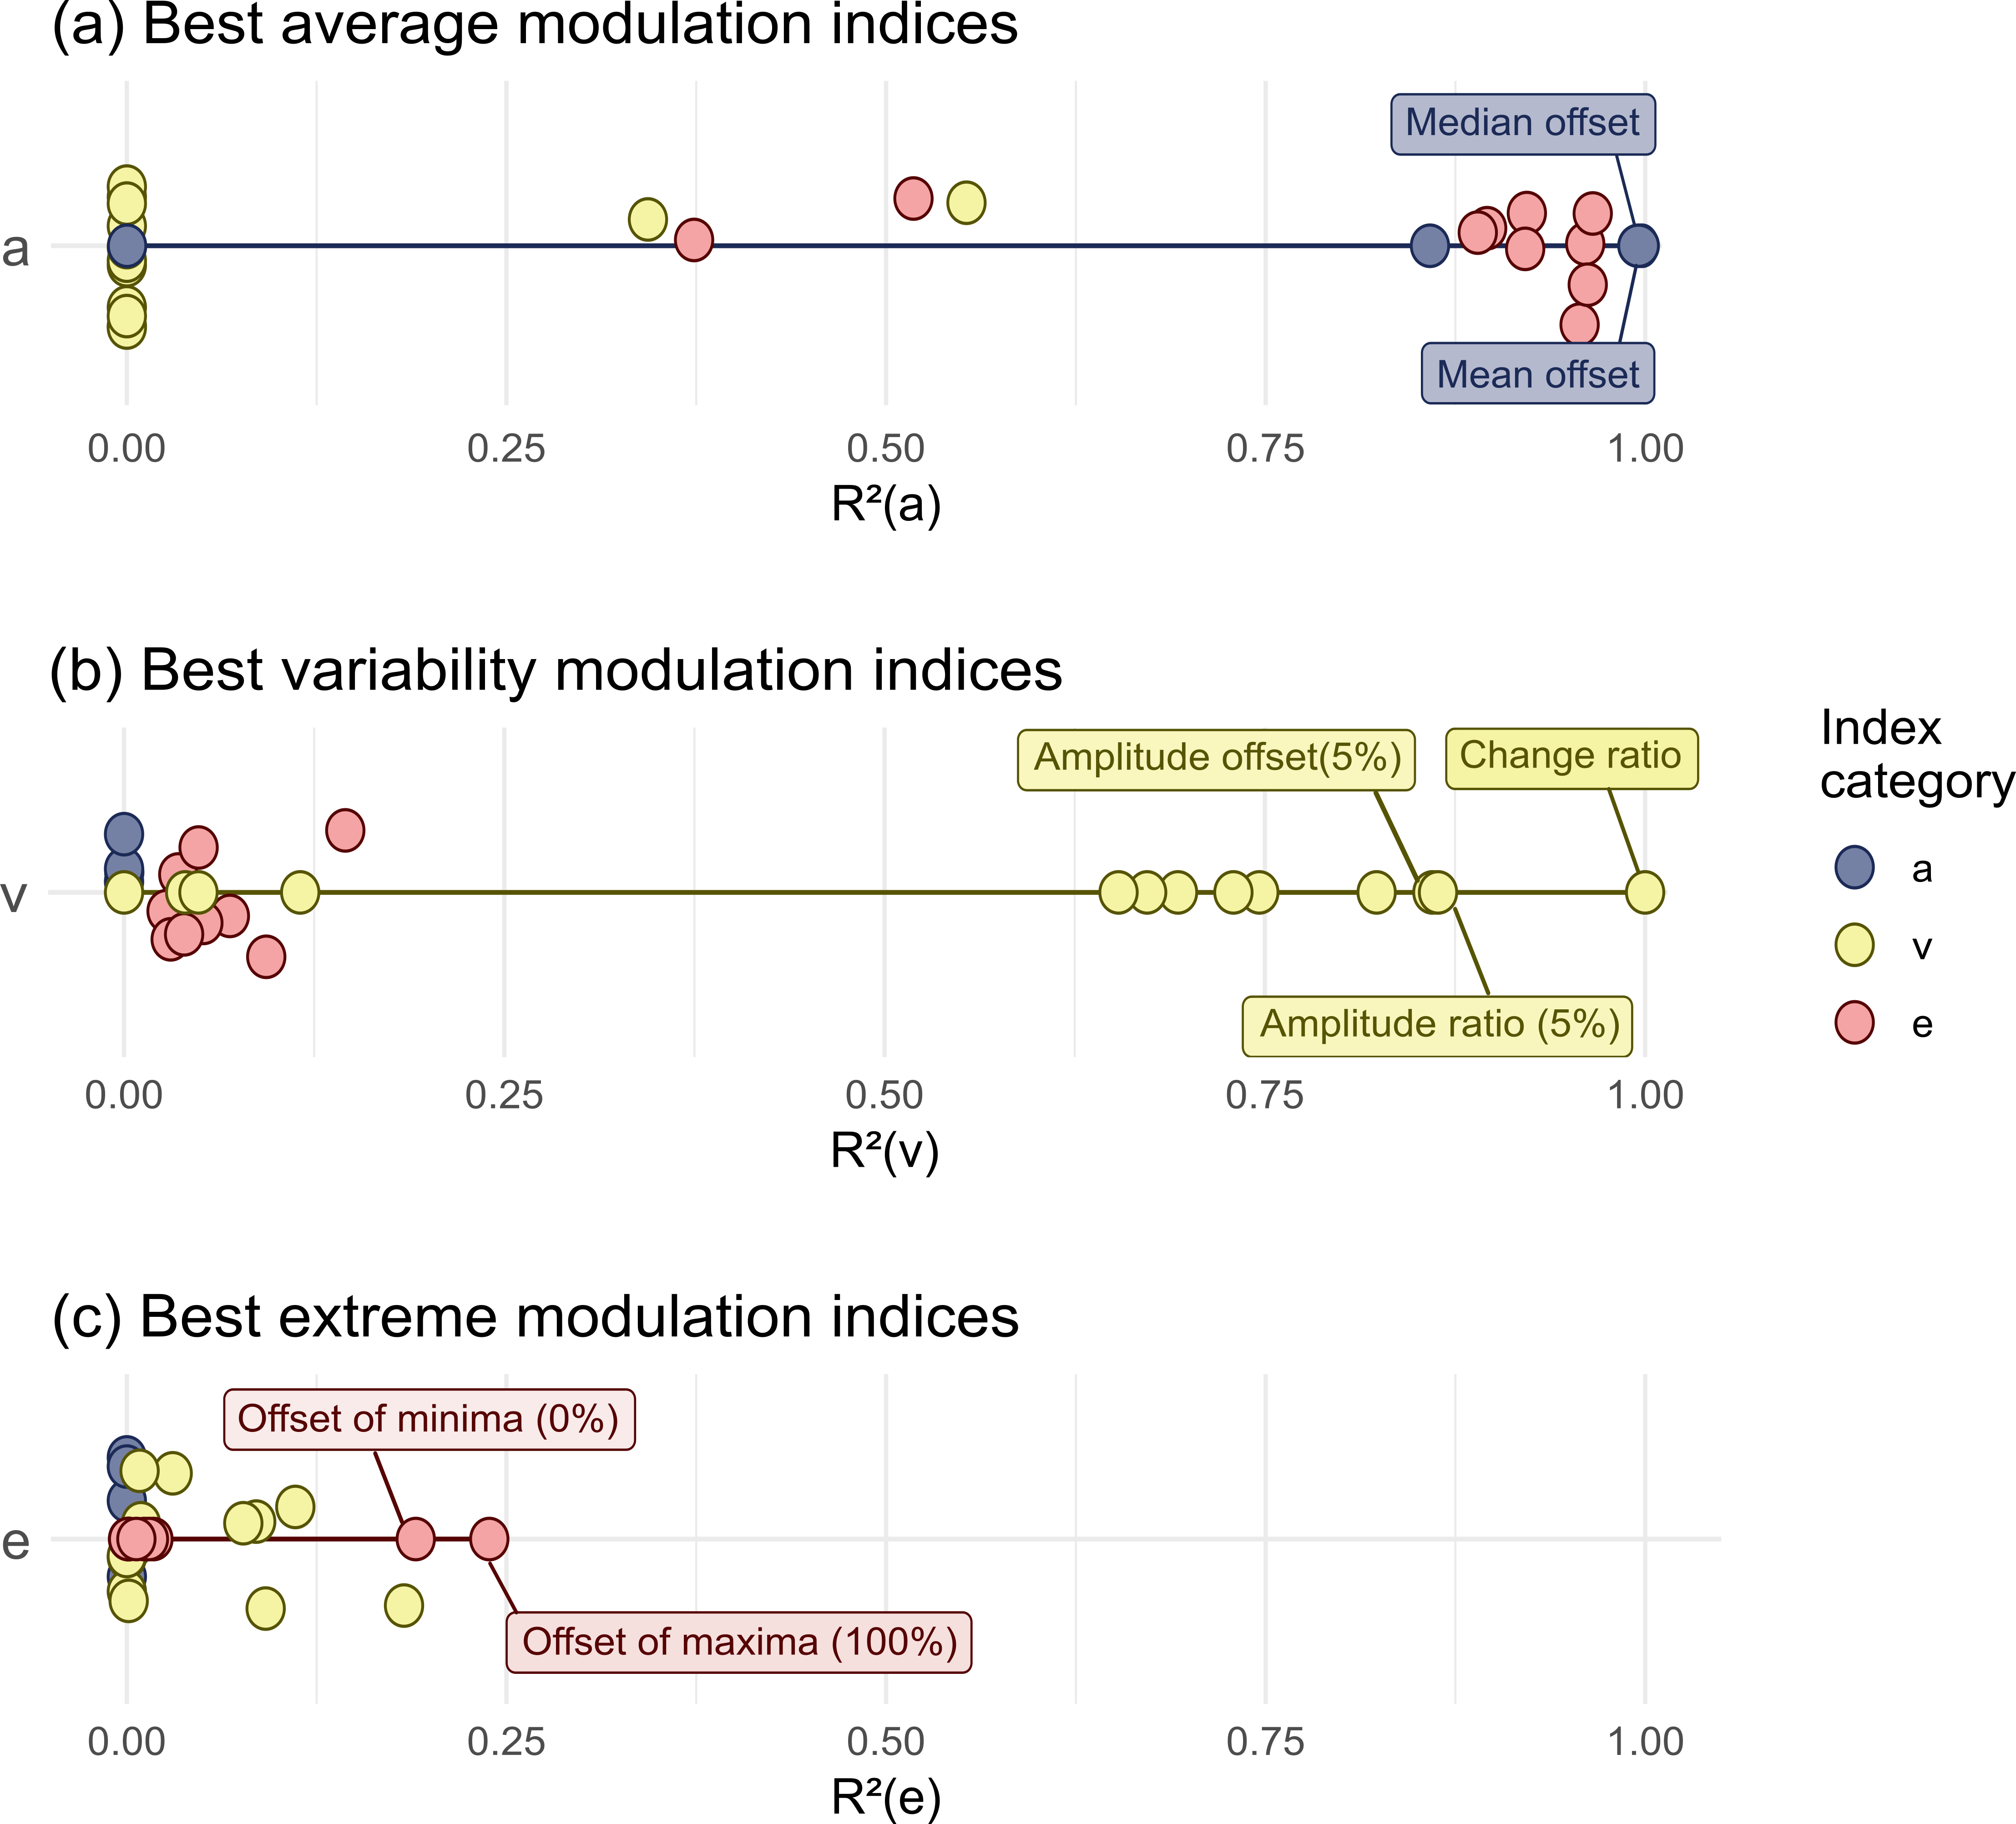 (a) Best average modulation indices
Median offset
a
Mean offset
0.00 0.25 0.50 0.75 1.00
R²(a)
(b) Best variability modulation indices
Amplitude offset(5%) Change ratio
v
Amplitude ratio (5%)
0.00 0.25 0.50 0.75 1.00
R²(v)
Index
category
a
v
e
(c) Best extreme modulation indices
Offset of minima (0%)
e
Offset of maxima (100%)
0.00 0.25 0.50 0.75 1.00
R²(e)